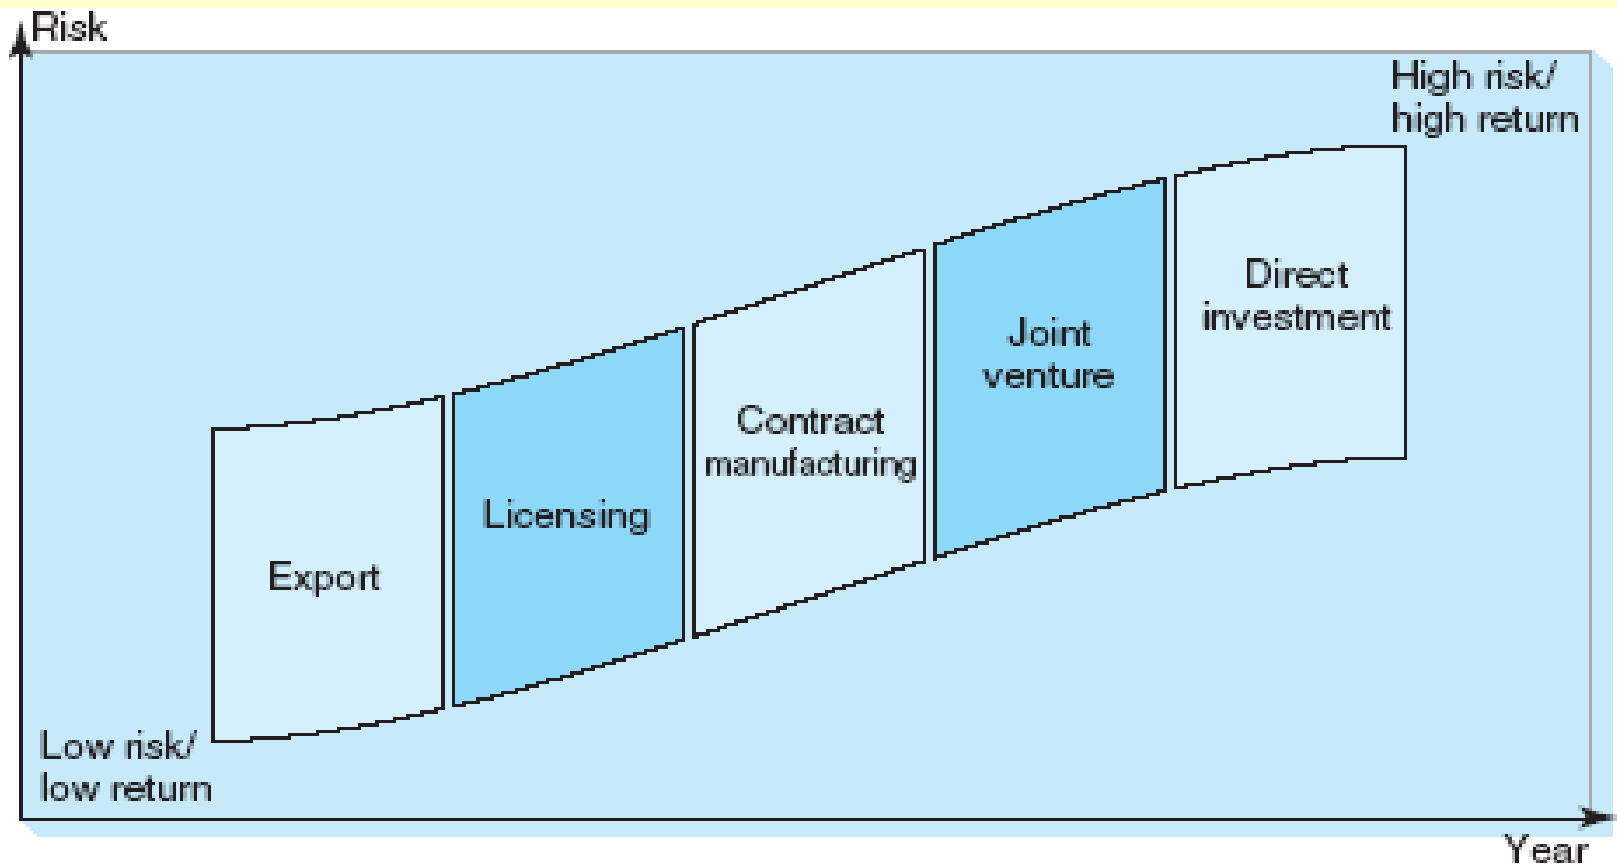 Risk
High risk/
high return
Direct
investment
Joint
venture
Contract
manufacturing
Licensing
Export
Low risk/
low return
Year